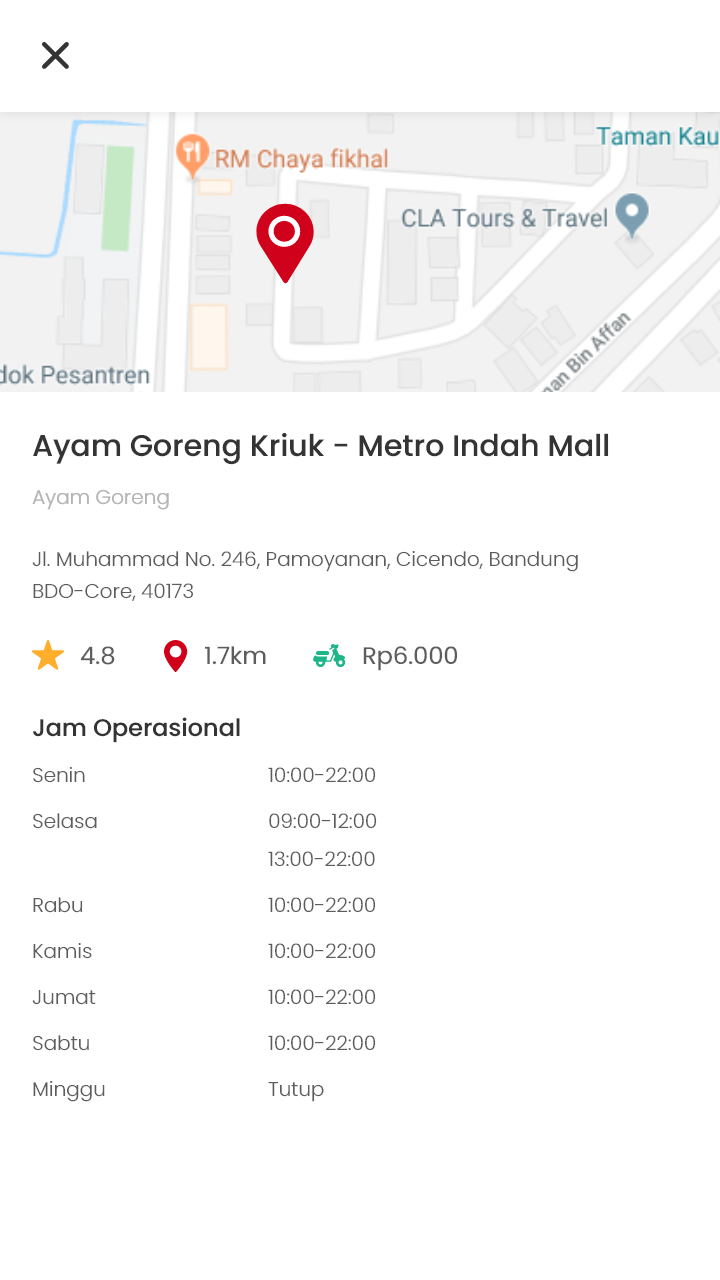 RM Chaya fikhal
Taman Kau
CLA Tours & Travel
dok Pesantren
nan Bin Affan
Ayam Goreng Kriuk - Metro Indah Mall
Ayam Goreng
Jl. Muhammad No. 246, Pamoyanan, Cicendo, Bandung
BDO-Core, 40173
4.8 1.7km Rp6.000
Jam Operasional
Senin 10:00-22:00
Selasa 09:00-12:00
13:00-22:00
Rabu 10:00-22:00
Kamis 10:00-22:00
Jumat 10:00-22:00
Sabtu 10:00-22:00
Minggu Tutup